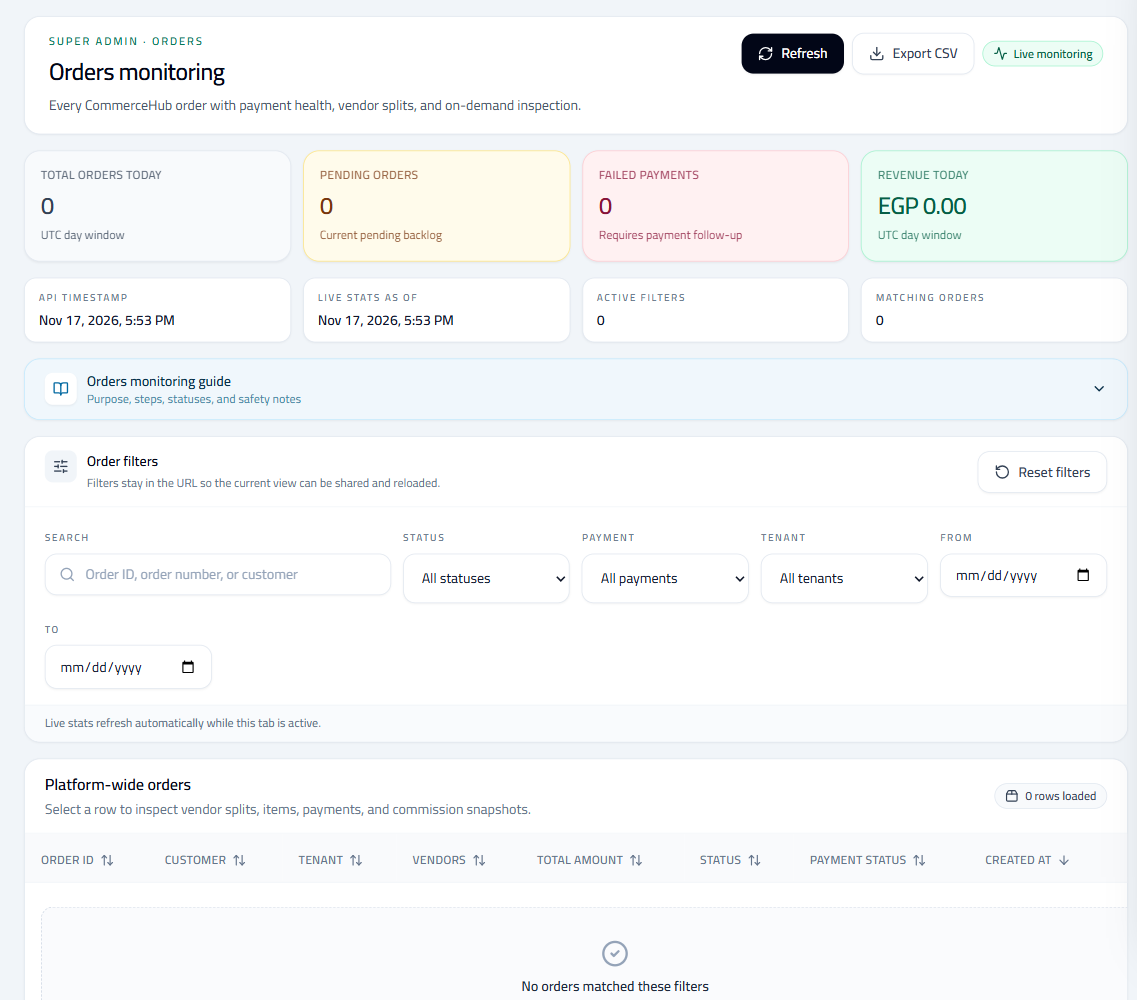 SUPER ADMIN · ORDERS
Orders monitoring
Every CommerceHub order with payment health, vendor splits, and on-demand inspection.
Refresh
Export CSV
Live monitoring
TOTAL ORDERS TODAY
0
UTC day window
PENDING ORDERS
0
Current pending backlog
FAILED PAYMENTS
0
Requires payment follow-up
REVENUE TODAY
EGP 0.00
UTC day window
API TIMESTAMP
Nov 17, 2026, 5:53 PM
LIVE STATS AS OF
Nov 17, 2026, 5:53 PM
ACTIVE FILTERS
0
MATCHING ORDERS
0
Orders monitoring guide
Purpose, steps, statuses, and safety notes
Order filters
Filters stay in the URL so the current view can be shared and reloaded.
Reset filters
SEARCH
Order ID, order number, or customer
STATUS
All statuses
PAYMENT
All payments
TENANT
All tenants
FROM
mm/dd/yyyy
TO
mm/dd/yyyy
Live stats refresh automatically while this tab is active.
Platform-wide orders
Select a row to inspect vendor splits, items, payments, and commission snapshots.
0 rows loaded
ORDER ID
CUSTOMER
TENANT
VENDORS
TOTAL AMOUNT
STATUS
PAYMENT STATUS
CREATED AT
No orders matched these filters